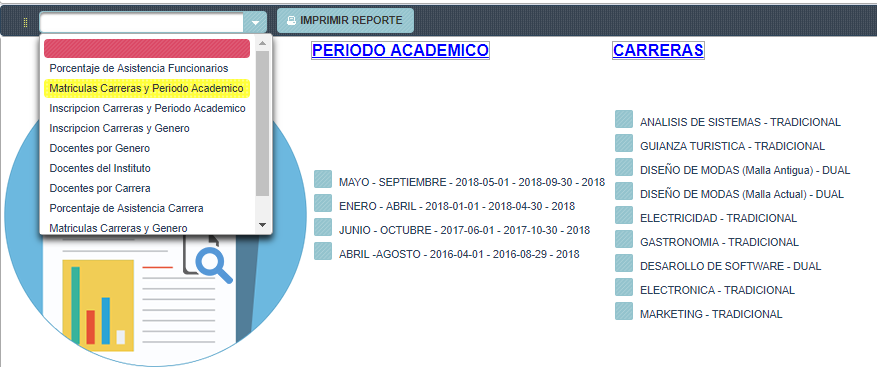 IMPRIMIR REPORTE
Porcentaje de Asistencia Funcionarios
Matriculas Carreras y Periodo Academico
Inscripcion Carreras y Periodo Academico
Inscripcion Carreras y Genero
Docentes por Genero
Docentes del Instituto
Docentes por Carrera
Porcentaje de Asistencia Carrera
Matriculas Carreras y Genero
PERIODO ACADEMICO
MAYO - SEPTIEMBRE - 2018-05-01 - 2018-09-30 - 2018
ENERO - ABRIL - 2018-01-01 - 2018-04-30 - 2018
JUNIO - OCTUBRE - 2017-06-01 - 2017-10-30 - 2018
ABRIL -AGOSTO - 2016-04-01 - 2016-08-29 - 2018
CARRERAS
ANALISIS DE SISTEMAS - TRADICIONAL
GUIANZA TURISTICA - TRADICIONAL
DISEÑO DE MODAS (Malla Antigua) - DUAL
DISEÑO DE MODAS (Malla Actual) - DUAL
ELECTRICIDAD - TRADICIONAL
GASTRONOMIA - TRADICIONAL
DESAROLLO DE SOFTWARE - DUAL
ELECTRONICA - TRADICIONAL
MARKETING - TRADICIONAL